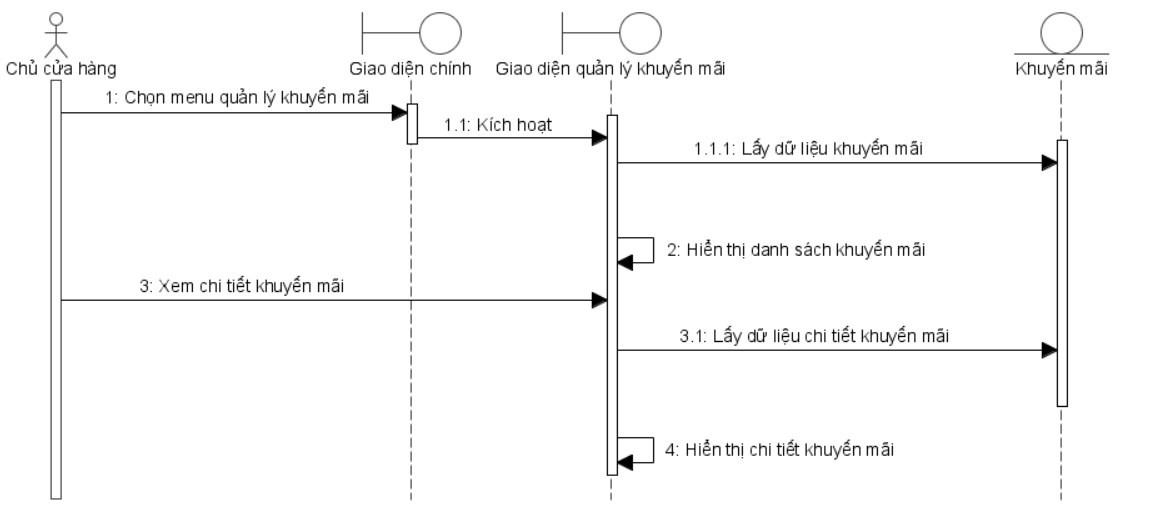 Chủ cửa hàng
Giao diện chính
Giao diện quản lý khuyến mãi
Khuyến mãi
1: Chọn menu quản lý khuyến mãi
1.1: Kích hoạt
1.1.1: Lấy dữ liệu khuyến mãi
2: Hiển thị danh sách khuyến mãi
3: Xem chi tiết khuyến mãi
3.1: Lấy dữ liệu chi tiết khuyến mãi
4: Hiển thị chi tiết khuyến mãi